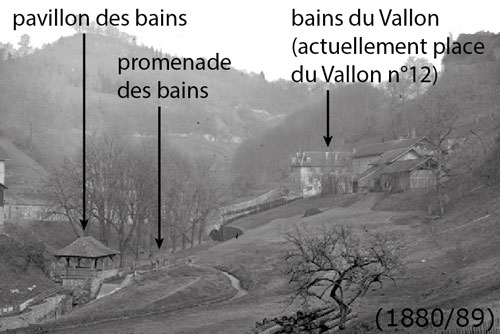 pavillon des bains
promenade
des bains
bains du Vallon
(actuellement place
du Vallon n°12)
(1880/89)